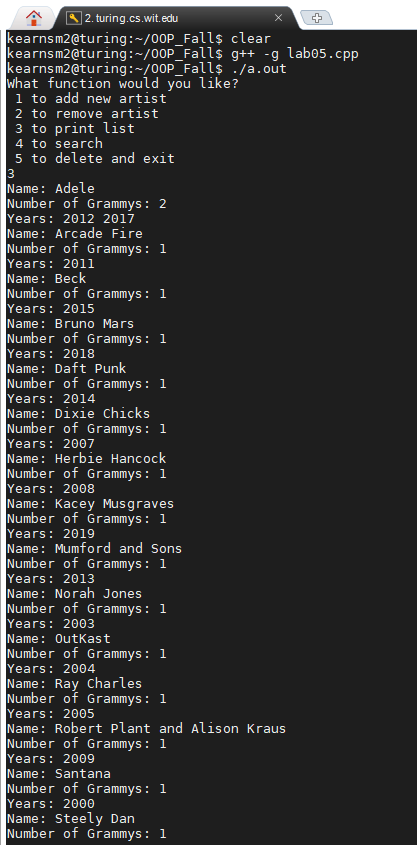 2. turing.cs.wit.edu
kearnsm2@turing:~/OOP_Fall$ clear
kearnsm2@turing:~/OOP_Fall$ g++ -g lab05.cpp
kearnsm2@turing:~/OOP_Fall$ ./a.out
What function would you like?
 1 to add new artist
 2 to remove artist
 3 to print list
 4 to search
 5 to delete and exit
3
Name: Adele
Number of Grammys: 2
Years: 2012 2017
Name: Arcade Fire
Number of Grammys: 1
Years: 2011
Name: Beck
Number of Grammys: 1
Years: 2015
Name: Bruno Mars
Number of Grammys: 1
Years: 2018
Name: Daft Punk
Number of Grammys: 1
Years: 2014
Name: Dixie Chicks
Number of Grammys: 1
Years: 2007
Name: Herbie Hancock
Number of Grammys: 1
Years: 2008
Name: Kacey Musgraves
Number of Grammys: 1
Years: 2019
Name: Mumford and Sons
Number of Grammys: 1
Years: 2013
Name: Norah Jones
Number of Grammys: 1
Years: 2003
Name: OutKast
Number of Grammys: 1
Years: 2004
Name: Ray Charles
Number of Grammys: 1
Years: 2005
Name: Robert Plant and Alison Kraus
Number of Grammys: 1
Years: 2009
Name: Santana
Number of Grammys: 1
Years: 2000
Name: Steely Dan
Number of Grammys: 1